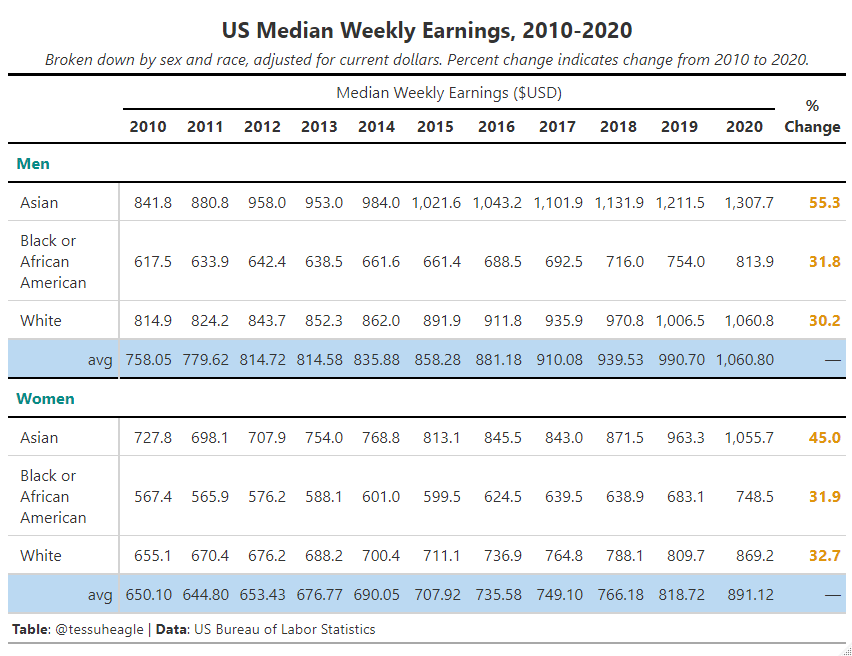 US Median Weekly Earnings, 2010-2020
Broken down by sex and race, adjusted for current dollars. Percent change indicates change from 2010 to 2020.
Median Weekly Earnings ($USD)
2010 2011 2012 2013 2014 2015 2016 2017 2018 2019 2020 % Change
Men
Asian 841.8 880.8 958.0 953.0 984.0 1,021.6 1,043.2 1,101.9 1,131.9 1,211.5 1,307.7 55.3
Black or
African 617.5 633.9 642.4 638.5 661.6 661.4 688.5 692.5 716.0 754.0 813.9 31.8
American
White 814.9 824.2 843.7 852.3 862.0 891.9 911.8 935.9 970.8 1,006.5 1,060.8 30.2
avg 758.05 779.62 814.72 814.58 835.88 858.28 881.18 910.08 939.53 990.70 1,060.80 —
Women
Asian 727.8 698.1 707.9 754.0 768.8 813.1 845.5 843.0 871.5 963.3 1,055.7 45.0
Black or
African 567.4 565.9 576.2 588.1 601.0 599.5 624.5 639.5 638.9 683.1 748.5 31.9
American
White 655.1 670.4 676.2 688.2 700.4 711.1 736.9 764.8 788.1 809.7 869.2 32.7
avg 650.10 644.80 653.43 676.77 690.05 707.92 735.58 749.10 766.18 818.72 891.12 —
Table: @tessuheagle | Data: US Bureau of Labor Statistics